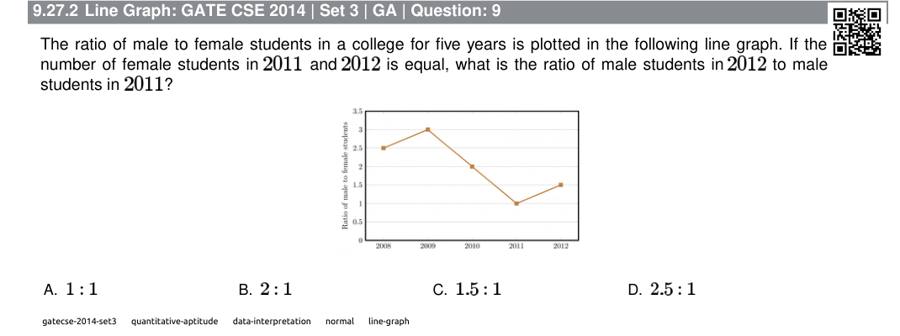 9.27.2 Line Graph: GATE CSE 2014 | Set 3 | GA | Question: 9
The ratio of male to female students in a college for five years is plotted in the following line graph. If the
number of female students in 2011 and 2012 is equal, what is the ratio of male students in 2012 to male
students in 2011?
Ratio of male to female students
3.5
3
2.5
2
1.5
1
0.5
0
2008 2009 2010 2011 2012
A. 1 : 1 B. 2 : 1 C. 1.5 : 1 D. 2.5 : 1
gatecse-2014-set3 quantitative-aptitude data-interpretation normal line-graph